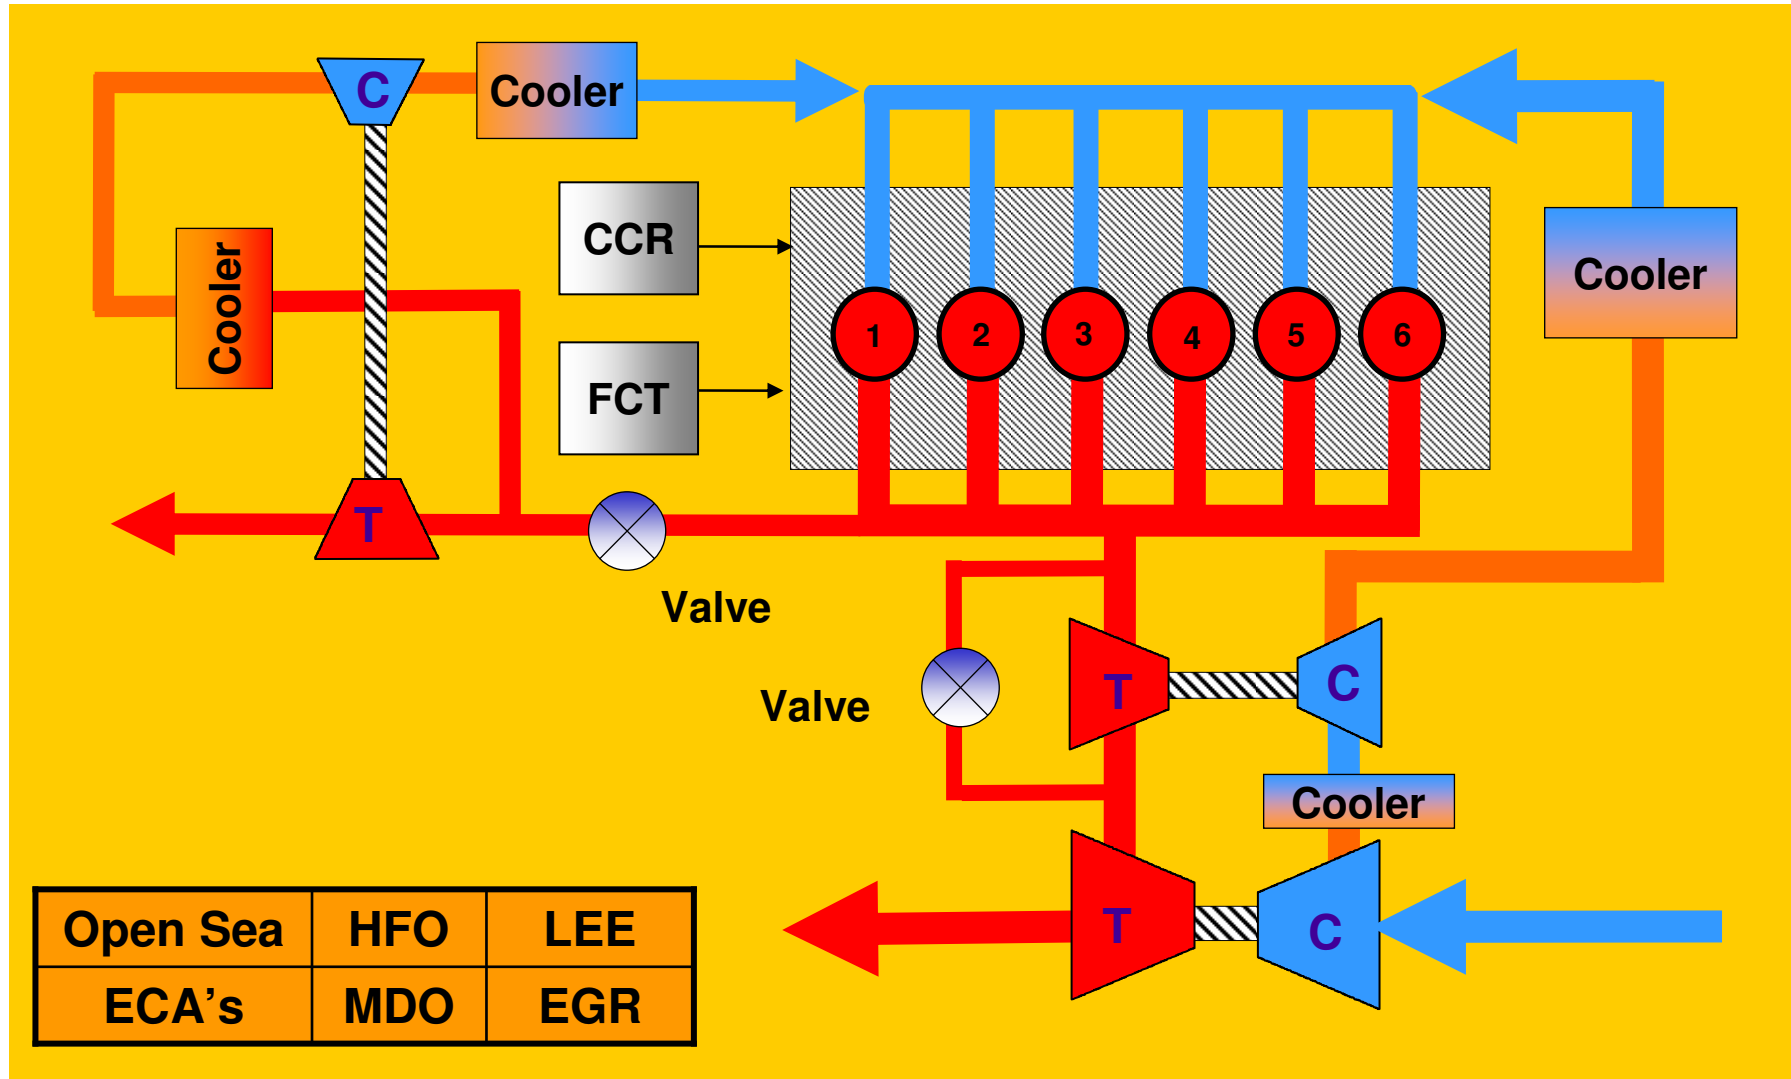 C
Cooler
CCR
Cooler
Cooler
FCT
1 2 3 4 5 6
T
Valve
Valve
T
C
Cooler
T
C
Open Sea HFO LEE
ECA's MDO EGR